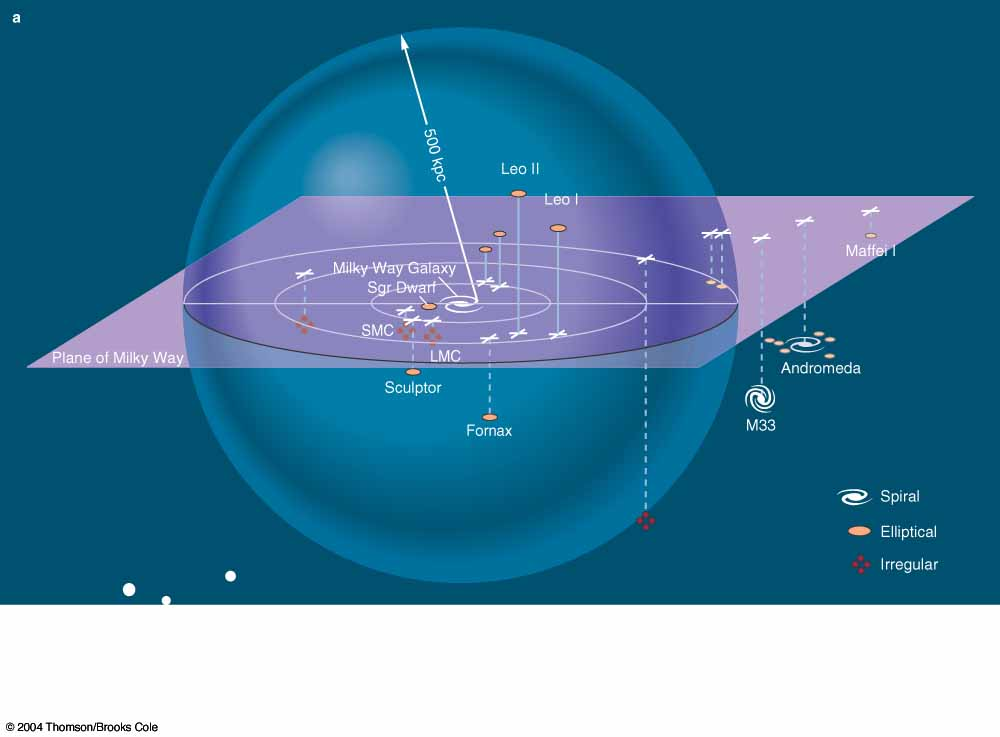 a
500 kpc
Leo II
Leo I
Maffei I
Milky Way Galaxy
Sgr Dwarf
SMC
LMC
Plane of Milky Way
Andromeda
Sculptor
M33
Fornax
Spiral
Elliptical
Irregular
© 2004 Thomson/Brooks Cole